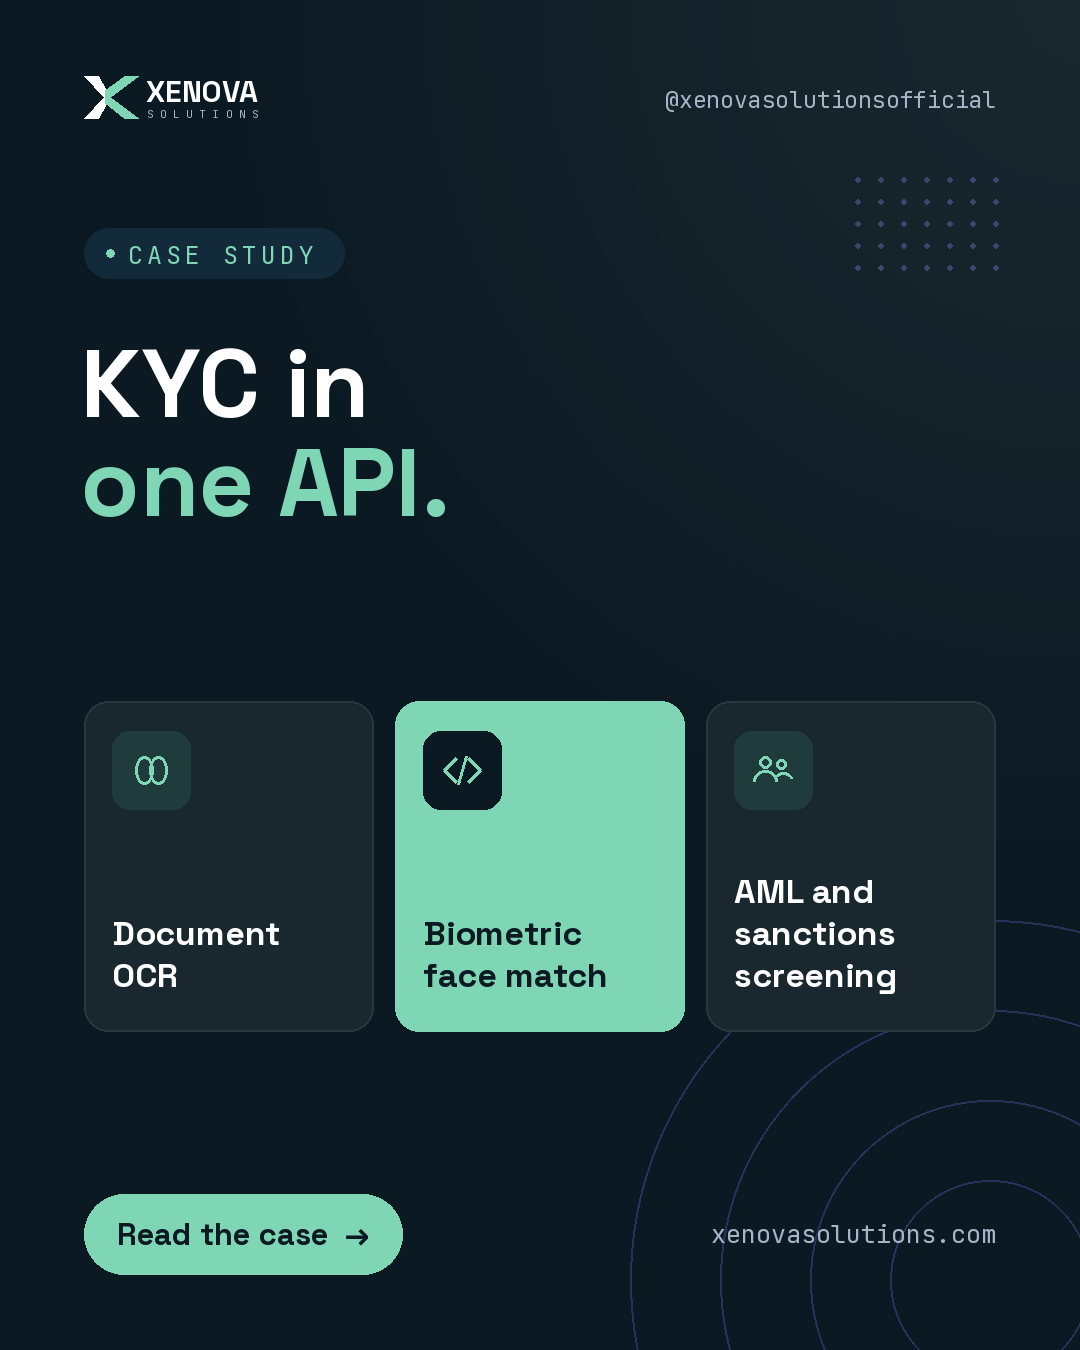 XENOVA
SOLUTIONS
@xenovasolutionsofficial
CASE STUDY
KYC in
one API.
Document
OCR
Biometric
face match
AML and
sanctions
screening
Read the case →
xenovasolutions.com